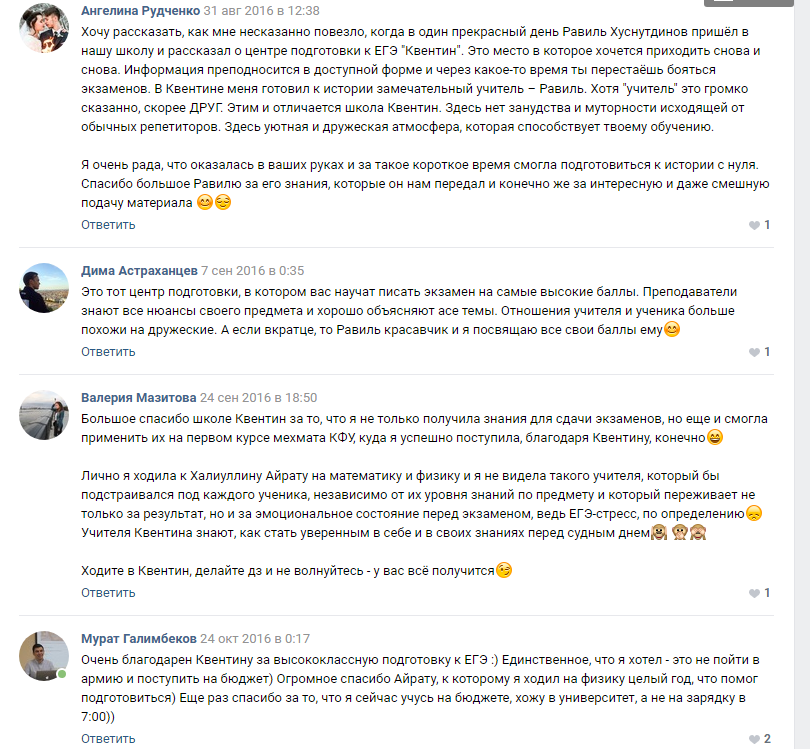 Ангелина Рудченко 31 авг 2016 в 12:38
Хочу рассказать, как мне несказанно повезло, когда в один прекрасный день Равиль Хуснутдинов пришёл в
нашу школу и рассказал о центре подготовки к ЕГЭ "Квентин". Это место в которое хочется приходить снова и
снова. Информация преподносится в доступной форме и через какое-то время ты перестаёшь бояться
экзаменов. В Квентине меня готовил к истории замечательный учитель – Равиль. Хотя "учитель" это громко
сказанно, скорее ДРУГ. Этим и отличается школа Квентин. Здесь нет занудства и муторности исходящей от
обычных репетиторов. Здесь уютная и дружеская атмосфера, которая способствует твоему обучению.
Я очень рада, что оказалась в ваших руках и за такое короткое время смогла подготовиться к истории с нуля.
Спасибо большое Равилю за его знания, которые он нам передал и конечно же за интересную и даже смешную
подачу материала 😊😌
Ответить 1
Дима Астраханцев 7 сен 2016 в 0:35
Это тот центр подготовки, в котором вас научат писать экзамен на самые высокие баллы. Преподаватели
знают все нюансы своего предмета и хорошо объясняют асе темы. Отношения учителя и ученика больше
похожи на дружеские. А если вкратце, то Равиль красавчик и я посвящаю все свои баллы ему😊
Ответить 1
Валерия Мазитова 24 сен 2016 в 18:50
Большое спасибо школе Квентин за то, что я не только получила знания для сдачи экзаменов, но еще и смогла
применить их на первом курсе мехмата КФУ, куда я успешно поступила, благодаря Квентину, конечно😄
Лично я ходила к Халиуллину Айрату на математику и физику и я не видела такого учителя, который бы
подстраивался под каждого ученика, независимо от их уровня знаний по предмету и который переживает не
только за результат, но и за эмоциональное состояние перед экзаменом, ведь ЕГЭ-стресс, по определению😞
Учителя Квентина знают, как стать уверенным в себе и в своих знаниях перед судным днем🙉 🙊🙈
Ходите в Квентин, делайте дз и не волнуйтесь - у вас всё получится😉
Ответить 1
Мурат Галимбеков 24 окт 2016 в 0:17
Очень благодарен Квентину за высококлассную подготовку к ЕГЭ :) Единственное, что я хотел - это не пойти в
армию и поступить на бюджет) Огромное спасибо Айрату, к которому я ходил на физику целый год, что помог
подготовиться) Еще раз спасибо за то, что я сейчас учусь на бюджете, хожу в университет, а не на зарядку в
7:00))
Ответить 2